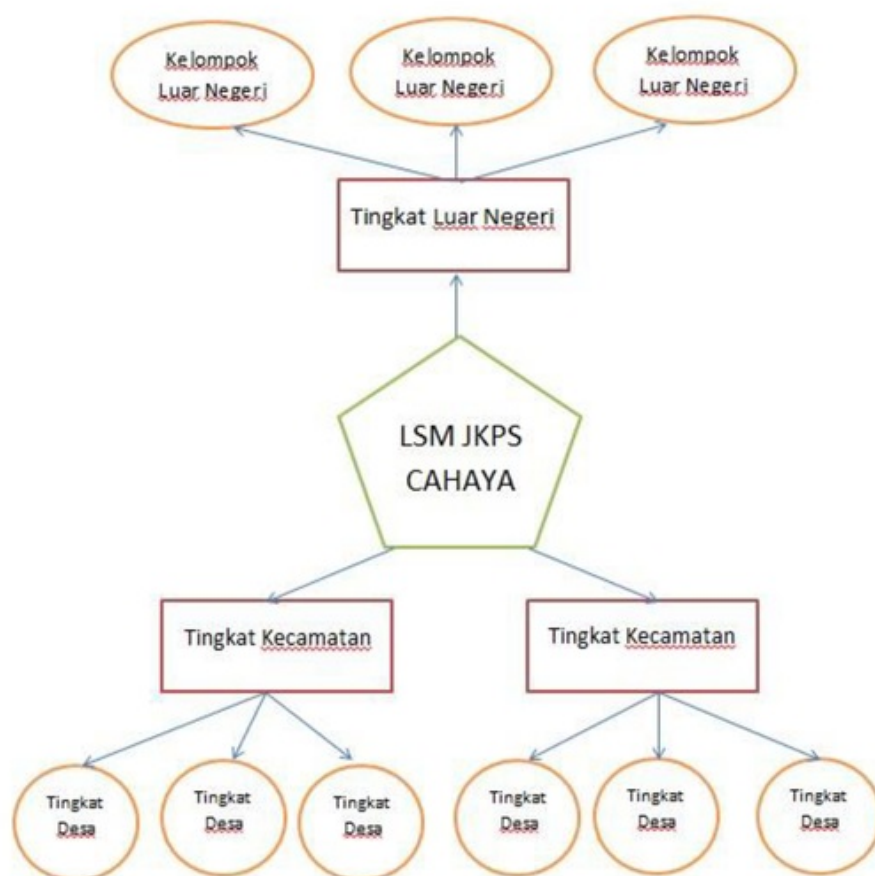 Kelompok
Luar Negeri
Kelompok
Luar Negeri
Kelompok
Luar Negeri
Tingkat Luar Negeri
LSM JKPS
CAHAYA
Tingkat Kecamatan
Tingkat Kecamatan
Tingkat
Desa
Tingkat
Desa
Tingkat
Desa
Tingkat
Desa
Tingkat
Desa
Tingkat
Desa